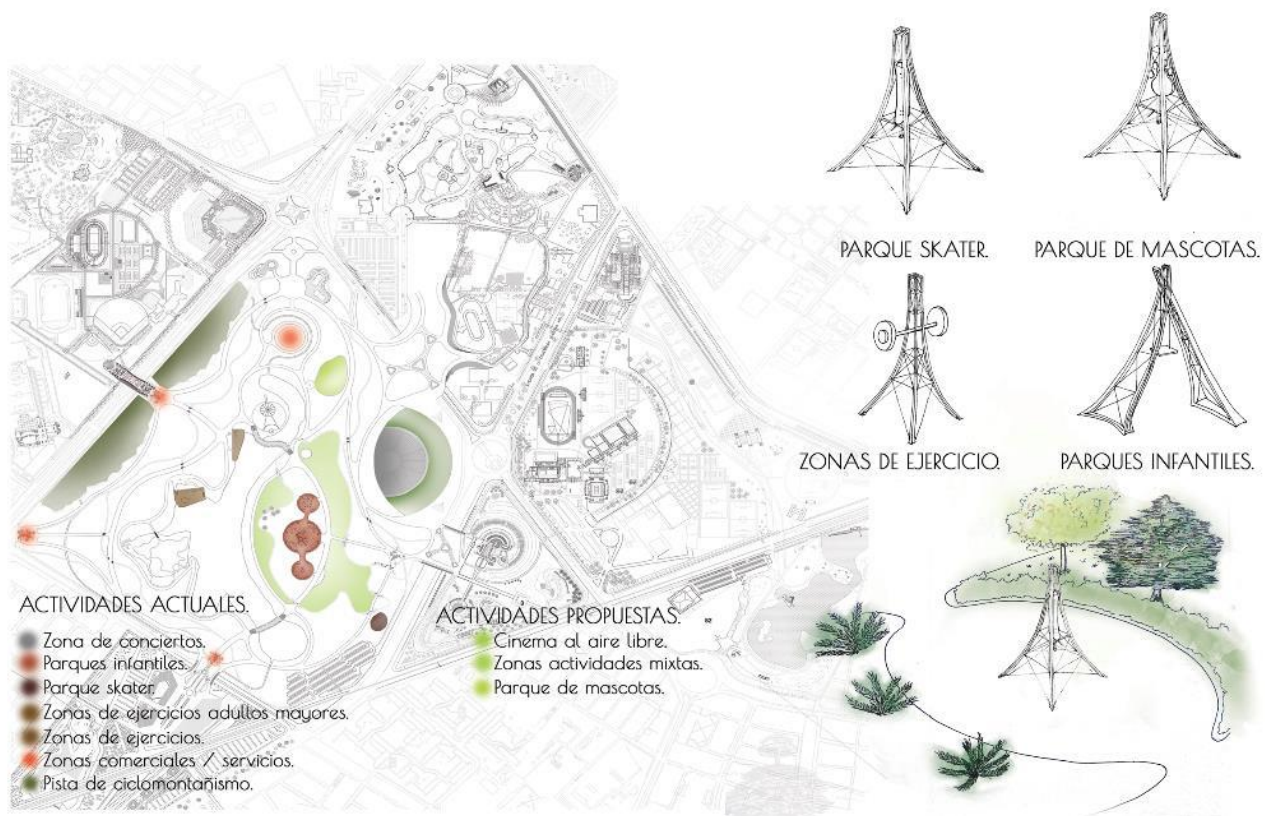 PARQUE SKATER.
PARQUE DE MASCOTAS.
ZONAS DE EJERCICIO.
PARQUES INFANTILES.
ACTIVIDADES ACTUALES.
Zona de conciertos.
Parques infantiles.
Parque skater.
Zonas de ejercicios adullos mayores.
Zonas de ejercicios.
Zonas comerciales / servicios.
Pista de ciclomontañismo.
ACTIVIDADES PROPUESTAS.
Cinema al aire libre.
Zonas actividades mixtas.
Parque de mascotas.